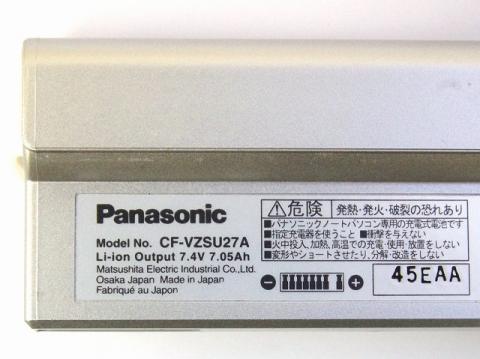 Panasonic
Model No. CF-VZSU27A
Li-ion Output 7.4V 7.05Ah
Matsushita Electric Industrial Co., Ltd.
Osaka Japan Made in Japan
Fabriqué au Japon
⚠危険 発熱・発火・破裂の恐れあり
■パナソニックノートパソコン専用の充電式電池です
■指定充電器を使うこと ■衝撃を与えない
■火中投入、加熱、高温での充電・使用・放置をしない
■変形やショートさせたり、分解・改造をしない
45EAA